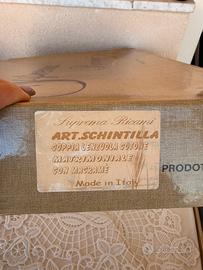 Suprema Ricami
ART.SCHINTILLA
COPPIA LENZUOLA COTONE
MATRIMONIALE
CON MACRAME
Made in Italy
PRODOT